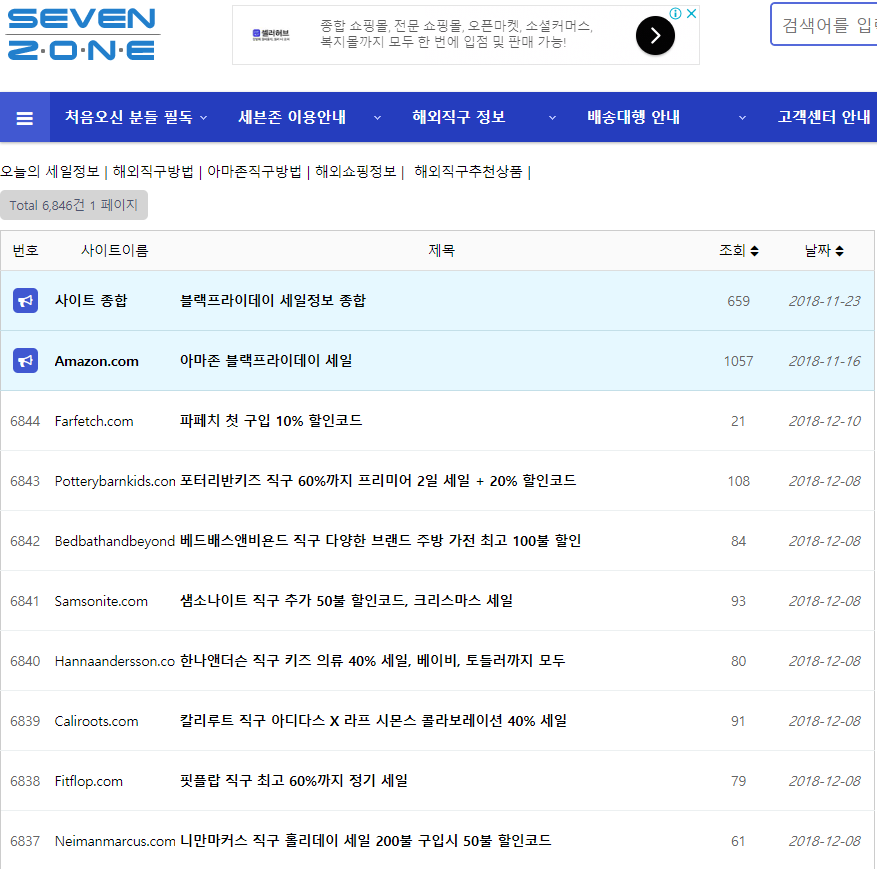 SEVEN
Z·O·N·E
셀러허브
종합 쇼핑몰, 전문 쇼핑몰, 오픈마켓, 소셜커머스,
복지몰까지 모두 한 번에 입점 및 판매 가능!
검색어를
처음오신 분들 필독 세븐존 이용안내 해외직구 정보 배송대행 안내 고객센터 안내
오늘의 세일정보 | 해외직구방법 | 아마존직구방법 | 해외쇼핑정보 | 해외직구추천상품 |
Total 6,846건 1 페이지
번호 사이트이름 제목 조회 날짜
사이트 종합 블랙프라이데이 세일정보 종합 659 2018-11-23
Amazon.com 아마존 블랙프라이데이 세일 1057 2018-11-16
6844 Farfetch.com 파페치 첫 구입 10% 할인코드 21 2018-12-10
6843 Potterybarnkids.con 포터리반키즈 직구 60%까지 프리미어 2일 세일 + 20% 할인코드 108 2018-12-08
6842 Bedbathandbeyond 베드배스앤비욘드 직구 다양한 브랜드 주방 가전 최고 100불 할인 84 2018-12-08
6841 Samsonite.com 샘소나이트 직구 추가 50불 할인코드, 크리스마스 세일 93 2018-12-08
6840 Hannaandersson.co 한나앤더슨 직구 키즈 의류 40% 세일, 베이비, 토들러까지 모두 80 2018-12-08
6839 Caliroots.com 칼리루트 직구 아디다스 X 라프 시몬스 콜라보레이션 40% 세일 91 2018-12-08
6838 Fitflop.com 핏플랍 직구 최고 60%까지 정기 세일 79 2018-12-08
6837 Neimanmarcus.com 니만마커스 직구 홀리데이 세일 200불 구입시 50불 할인코드 61 2018-12-08